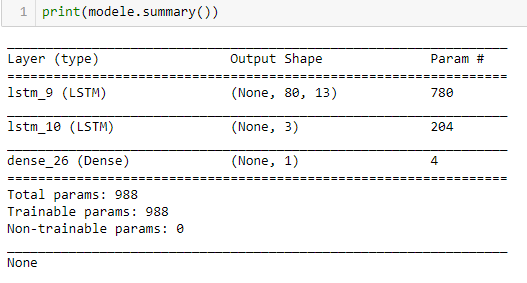 1 print(modele.summary())
_________________________________________________________________
Layer (type) Output Shape Param #
=================================================================
lstm_9 (LSTM) (None, 80, 13) 780
_________________________________________________________________
lstm_10 (LSTM) (None, 3) 204
_________________________________________________________________
dense_26 (Dense) (None, 1) 4
=================================================================
Total params: 988
Trainable params: 988
Non-trainable params: 0
_________________________________________________________________
None